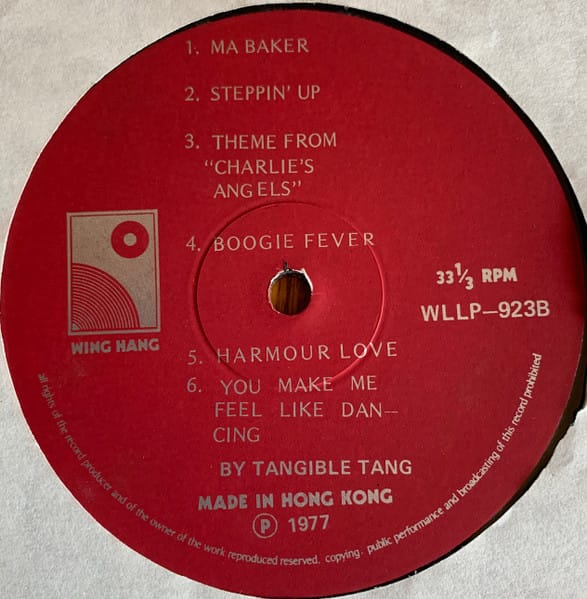 1. MA BAKER
2. STEPPIN' UP
3. THEME FROM
"CHARLIE'S
ANGELS"
4. BOOGIE FEVER
33 1/3 RPM
WLLP-923B
WING HANG
5. HARMOUR LOVE
6. YOU MAKE ME
FEEL LIKE DAN-
CING
BY TANGIBLE TANG
MADE IN HONG KONG
Ⓟ 1977
all rights of the record producer and of the owner of the work reproduced reserved. copying · public performance and broadcasting of this record prohibited